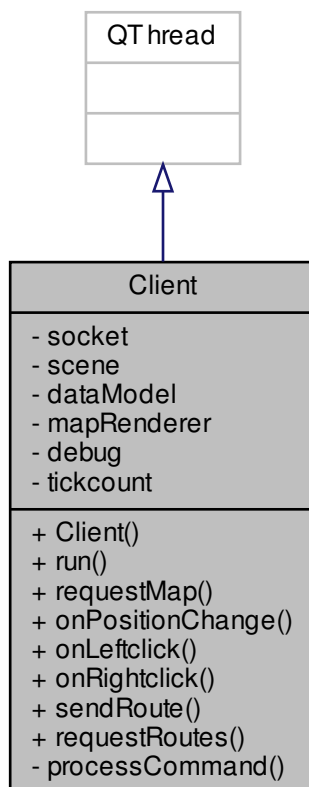 QThread
Client
- socket
- scene
- dataModel
- mapRenderer
- debug
- tickcount
+ Client()
+ run()
+ requestMap()
+ onPositionChange()
+ onLeftclick()
+ onRightclick()
+ sendRoute()
+ requestRoutes()
- processCommand()